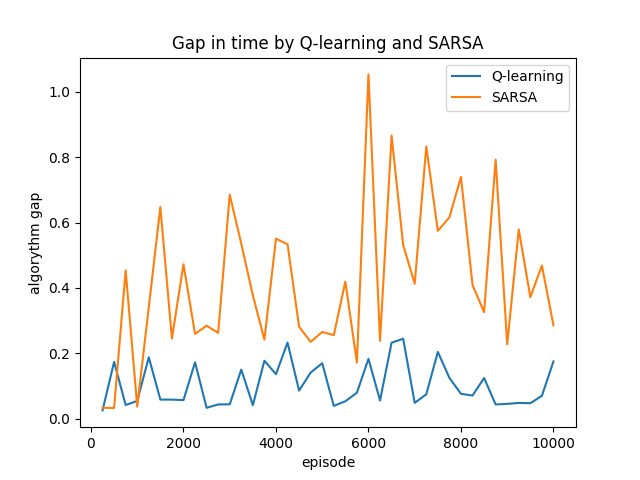 Gap in time by Q-learning and SARSA
Q-learning
SARSA
1.0
0.8
0.6
0.4
0.2
0.0
algorythm gap
0 2000 4000 6000 8000 10000
episode